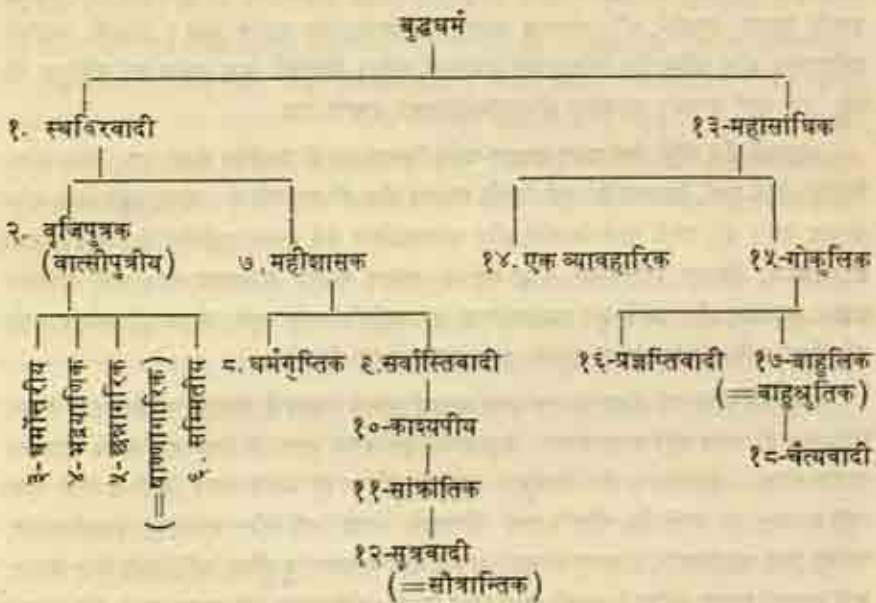 बुद्धधर्म
१. स्थविरवादी
१३-महासांघिक
२. वृजिपुत्रक
(वात्सीपुत्रीय)
७. महीशासक
१४. एक व्यावहारिक
१५-गोकुलिक
३-धर्मोत्तरीय
४-भद्रयाणिक
५-छन्नागरिक
(=षाण्णागारिक)
६. सम्मितीय
८. धर्मगुप्तिक
९. सर्वास्तिवादी
१६-प्रज्ञप्तिवादी
१७-बाहुलिक
(=बाहुश्रुतिक)
१०-काश्यपीय
१८-चैत्यवादी
११-सांक्रांतिक
१२-सूत्रवादी
(=सौत्रान्तिक)